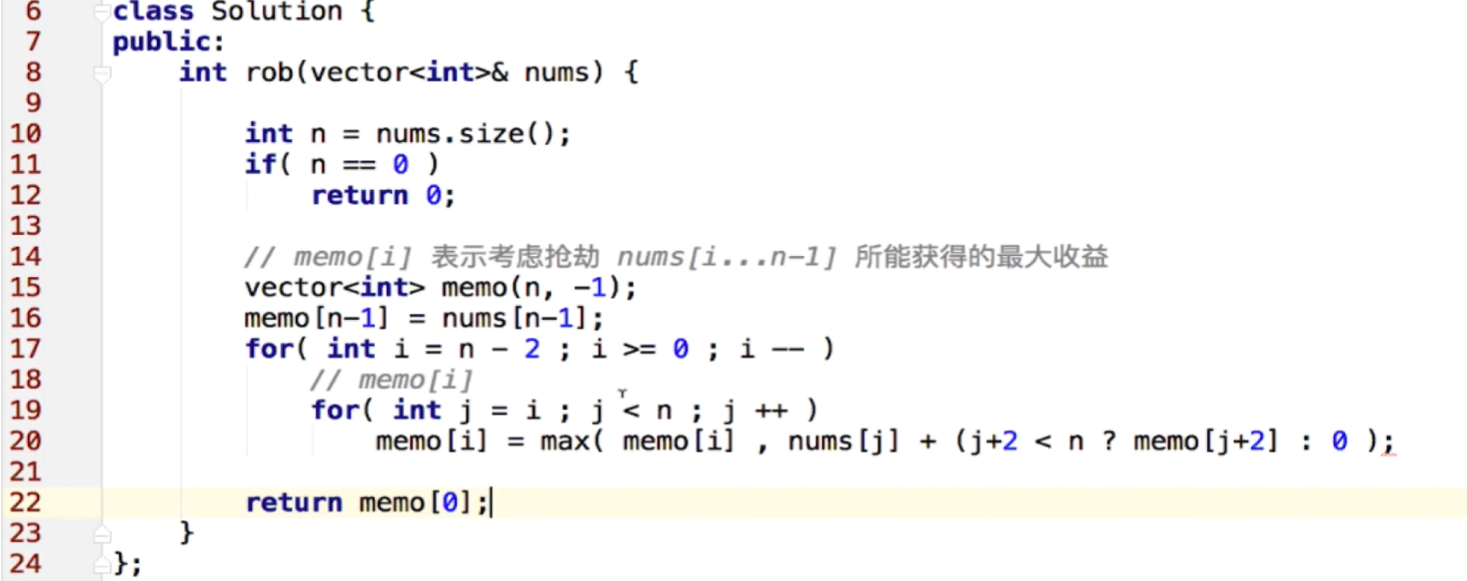 6 class Solution {
7 public:
8 int rob(vector<int>& nums) {
9
10 int n = nums.size();
11 if( n == 0 )
12 return 0;
13
14 // memo[i] 表示考虑抢劫 nums[i...n-1] 所能获得的最大收益
15 vector<int> memo(n, -1);
16 memo[n-1] = nums[n-1];
17 for( int i = n - 2 ; i >= 0 ; i -- )
18 // memo[i]
19 for( int j = i ; j < n ; j ++ )
20 memo[i] = max( memo[i] , nums[j] + (j+2 < n ? memo[j+2] : 0 );
21
22 return memo[0];
23 }
24 };